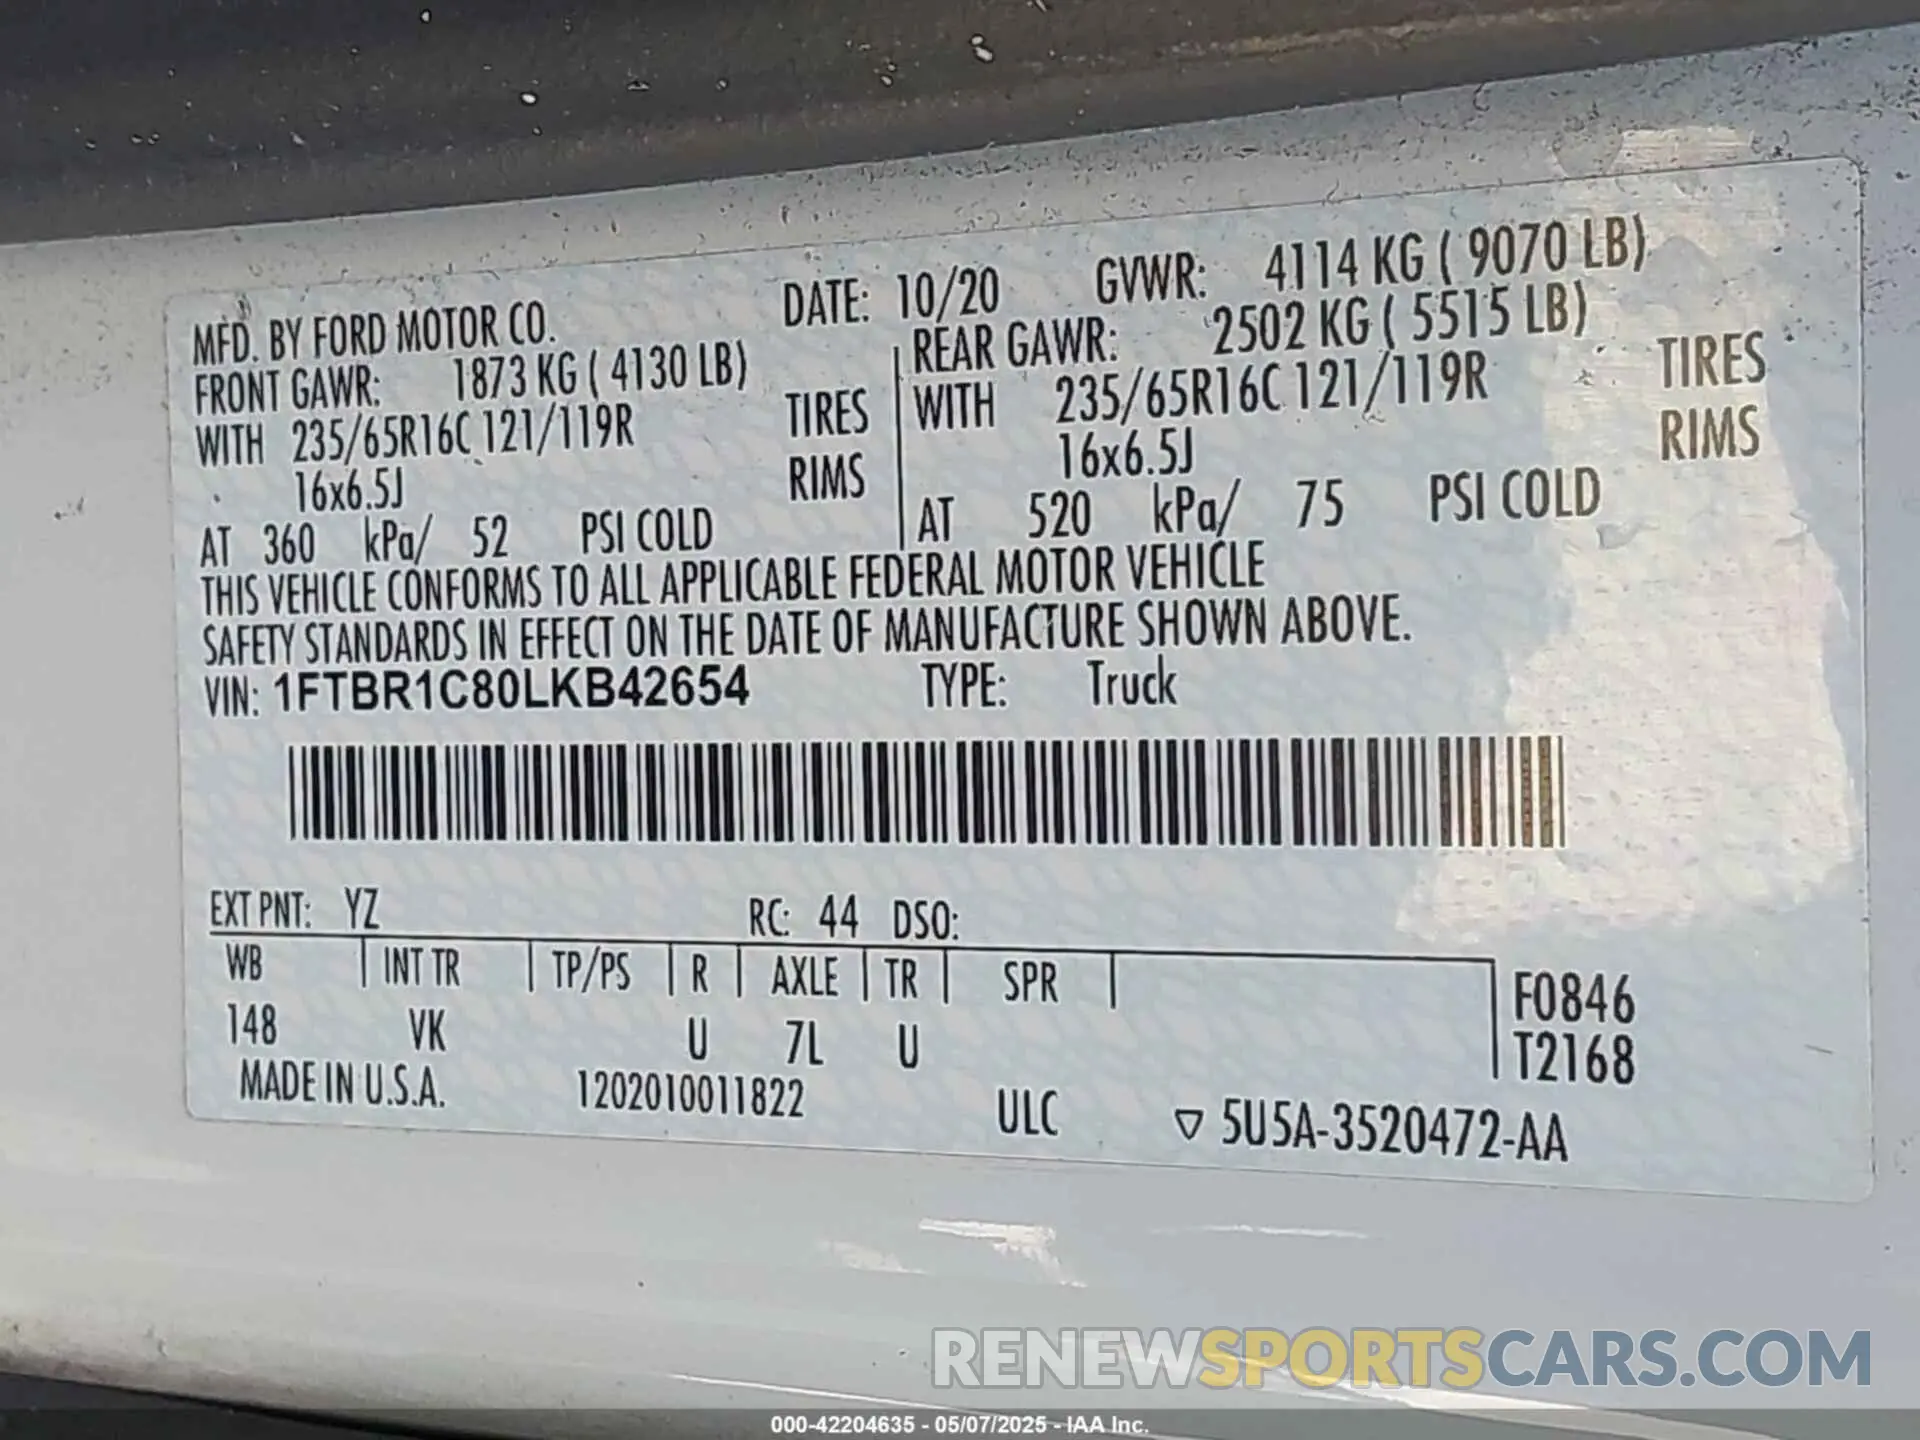 MFD. BY FORD MOTOR CO. DATE: 10/20 GVWR: 4114 KG ( 9070 LB)
FRONT GAWR: 1873 KG ( 4130 LB) REAR GAWR: 2502 KG ( 5515 LB)
WITH 235/65R16C 121/119R TIRES WITH 235/65R16C 121/119R TIRES
16x6.5J RIMS 16x6.5J RIMS
AT 360 kPa/ 52 PSI COLD AT 520 kPa/ 75 PSI COLD
THIS VEHICLE CONFORMS TO ALL APPLICABLE FEDERAL MOTOR VEHICLE
SAFETY STANDARDS IN EFFECT ON THE DATE OF MANUFACTURE SHOWN ABOVE.
VIN: 1FTBR1C80LKB42654 TYPE: Truck
EXT PNT: YZ RC: 44 DSO:
WB INT TR TP/PS R AXLE TR SPR F0846
148 VK U 7L U T2168
MADE IN U.S.A. 1202010011822 ULC ▽ 5U5A-3520472-AA
RENEWSPORTSCARS.COM
000-42204635 - 05/07/2025 - IAA Inc.